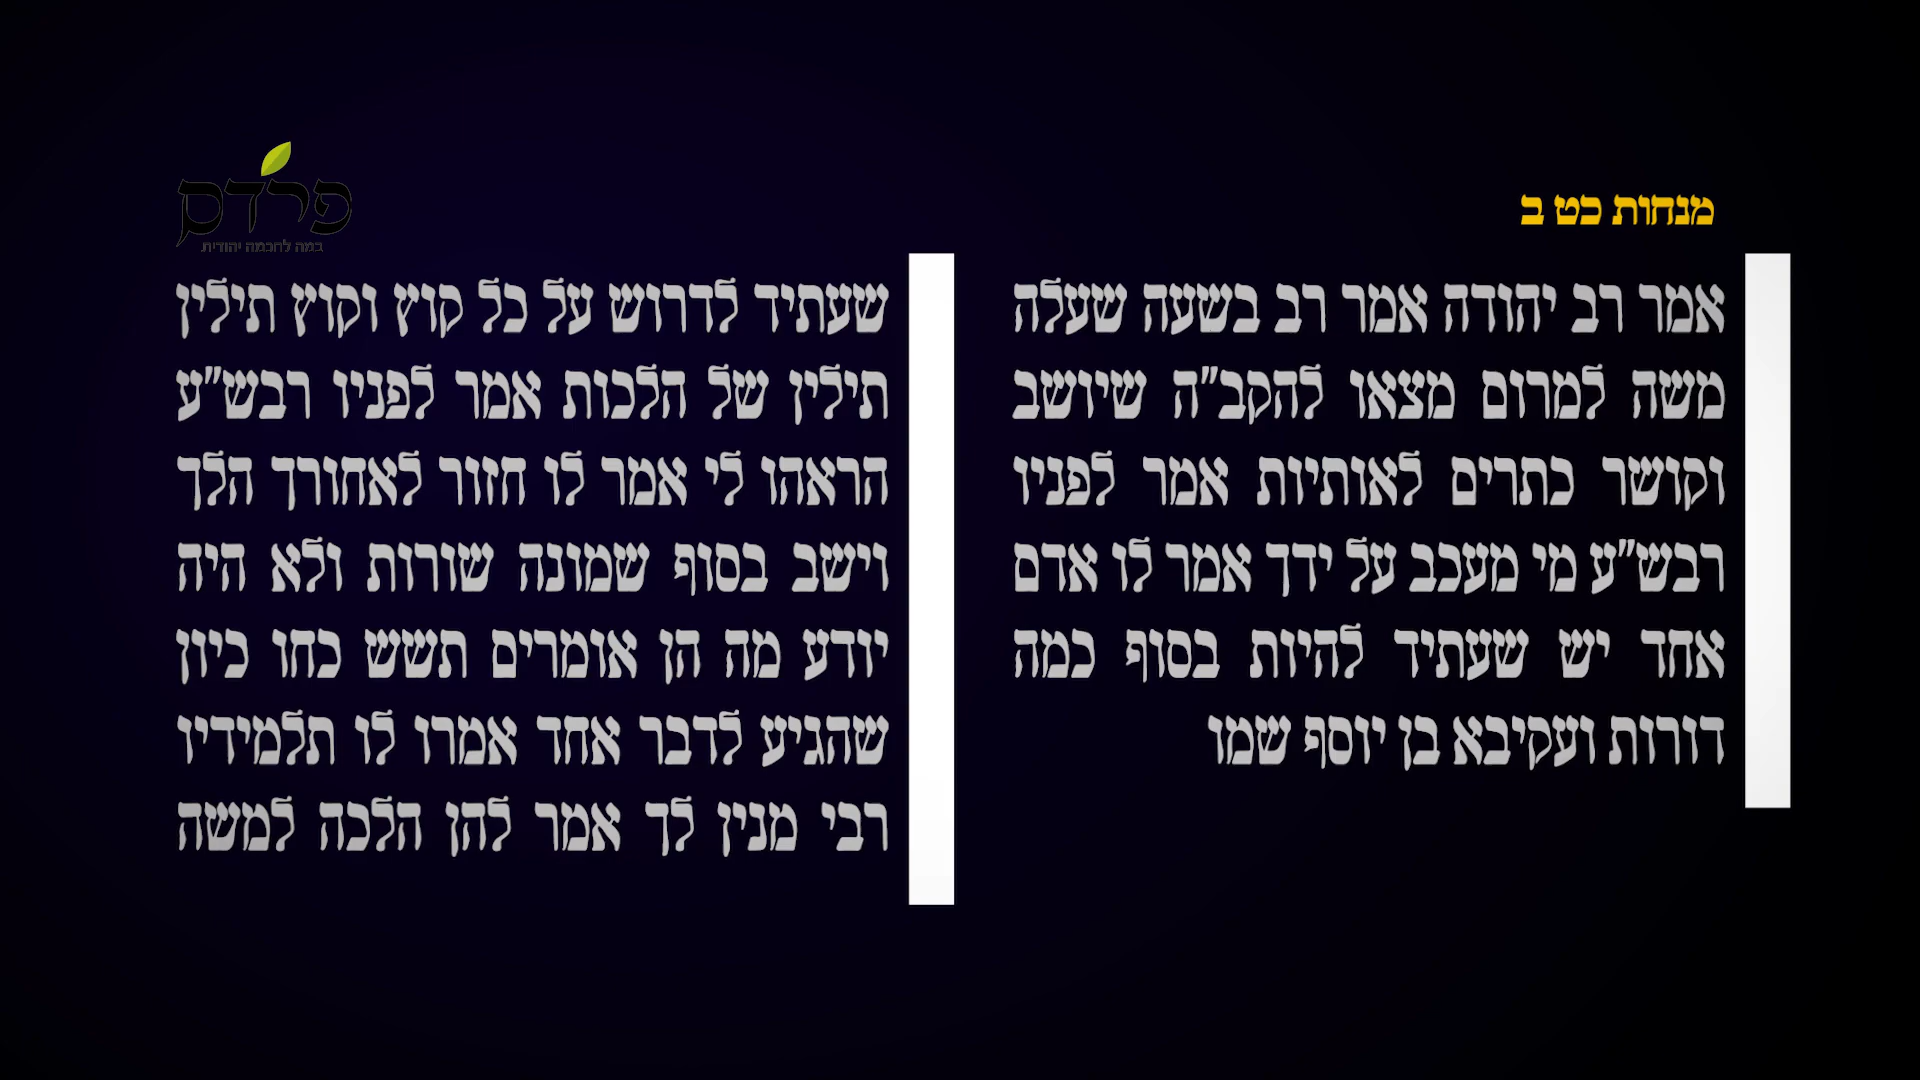 פרדס
במה לחכמה יהודית
מנחות כט ב
אמר רב יהודה אמר רב בשעה שעלה
משה למרום מצאו להקב"ה שיושב
וקושר כתרים לאותיות אמר לפניו
רבש"ע מי מעכב על ידך אמר לו אדם
אחד יש שעתיד להיות בסוף כמה
דורות ועקיבא בן יוסף שמו
שעתיד לדרוש על כל קוץ וקוץ תילין
תילין של הלכות אמר לפניו רבש"ע
הראהו לי אמר לו חזור לאחורך הלך
וישב בסוף שמונה שורות ולא היה
יודע מה הן אומרים תשש כחו כיון
שהגיע לדבר אחד אמרו לו תלמידיו
רבי מנין לך אמר להן הלכה למשה